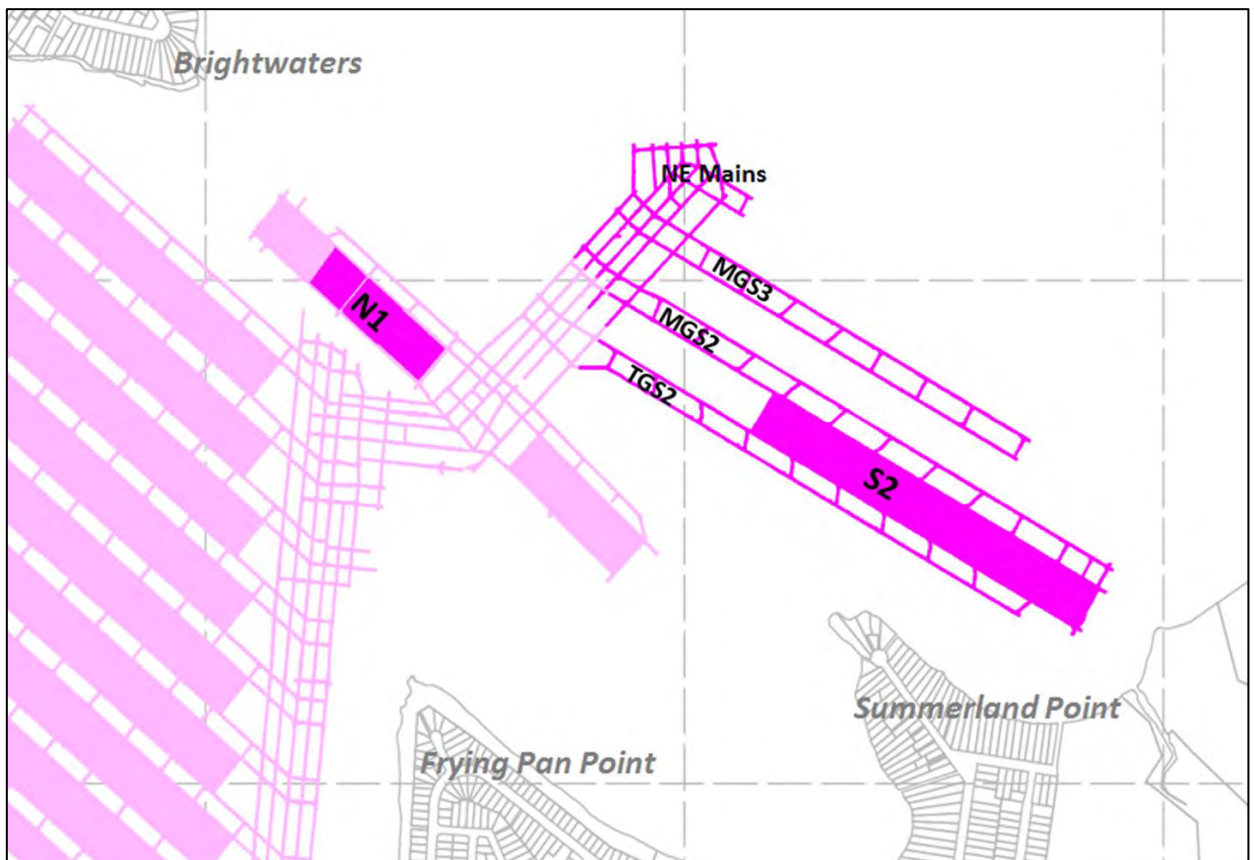 Brightwaters
NE Mains
MGS3
N1
MGS2
TGS2
S2
Summerland Point
Frying Pan Point